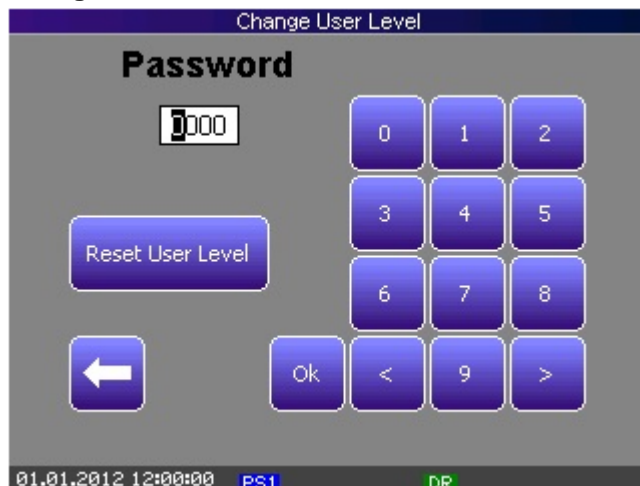 Change User Level
Password
0000
0 1 2
3 4 5
Reset User Level
6 7 8
Ok < 9 >
01.01.2012 12:00:00 PS1 DR